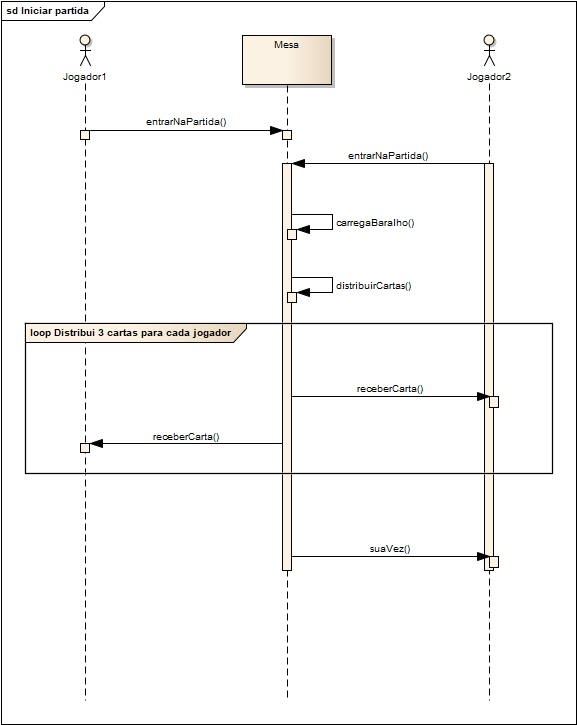 sd Iniciar partida
Jogador1
Mesa
Jogador2
entrarNaPartida()
entrarNaPartida()
carregaBaralho()
distribuirCartas()
loop Distribui 3 cartas para cada jogador
receberCarta()
receberCarta()
suaVez()